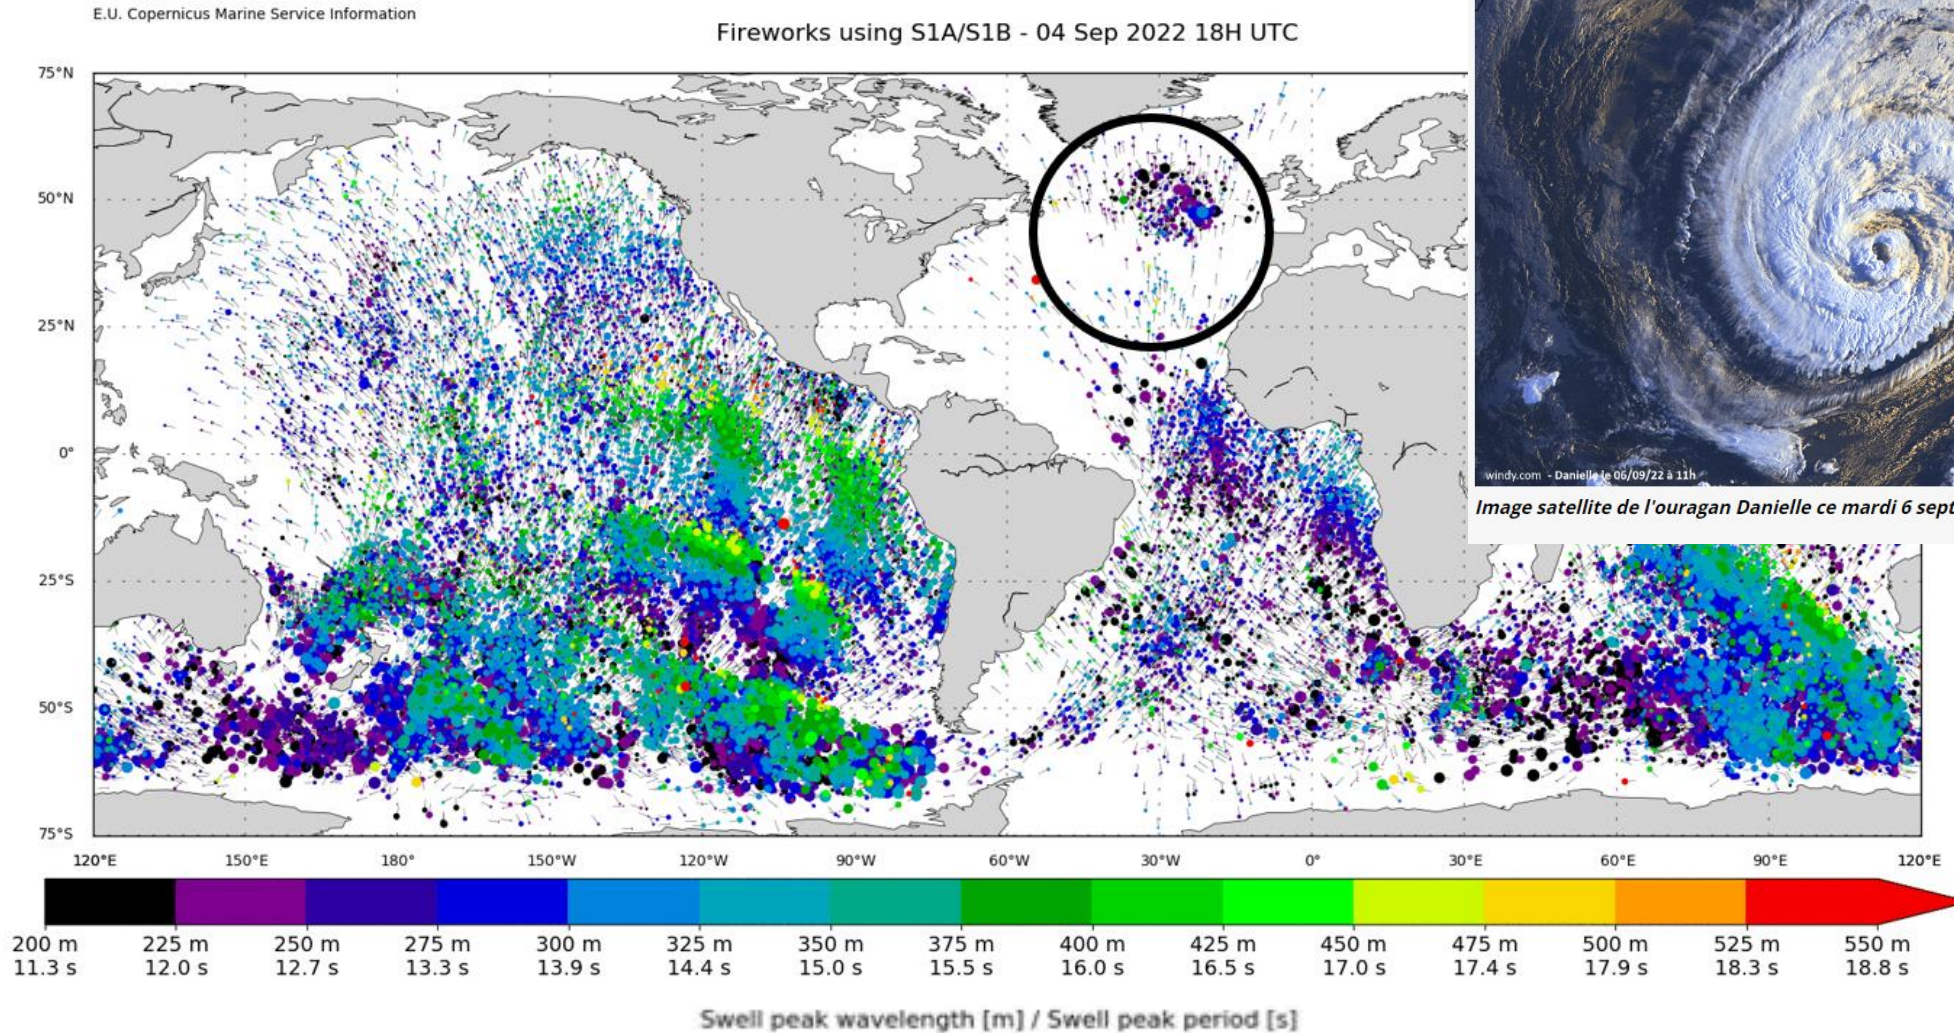 E.U. Copernicus Marine Service Information
Fireworks using S1A/S1B - 04 Sep 2022 18H UTC
75°N
50°N
25°N
0°
25°S
50°S
75°S
windy.com - Danielle le 06/09/22 à 11h
Image satellite de l'ouragan Danielle ce mardi 6 sept
120°E 150°E 180° 150°W 120°W 90°W 60°W 30°W 0° 30°E 60°E 90°E 120°E
200 m 225 m 250 m 275 m 300 m 325 m 350 m 375 m 400 m 425 m 450 m 475 m 500 m 525 m 550 m
11.3 s 12.0 s 12.7 s 13.3 s 13.9 s 14.4 s 15.0 s 15.5 s 16.0 s 16.5 s 17.0 s 17.4 s 17.9 s 18.3 s 18.8 s
Swell peak wavelength [m] / Swell peak period [s]